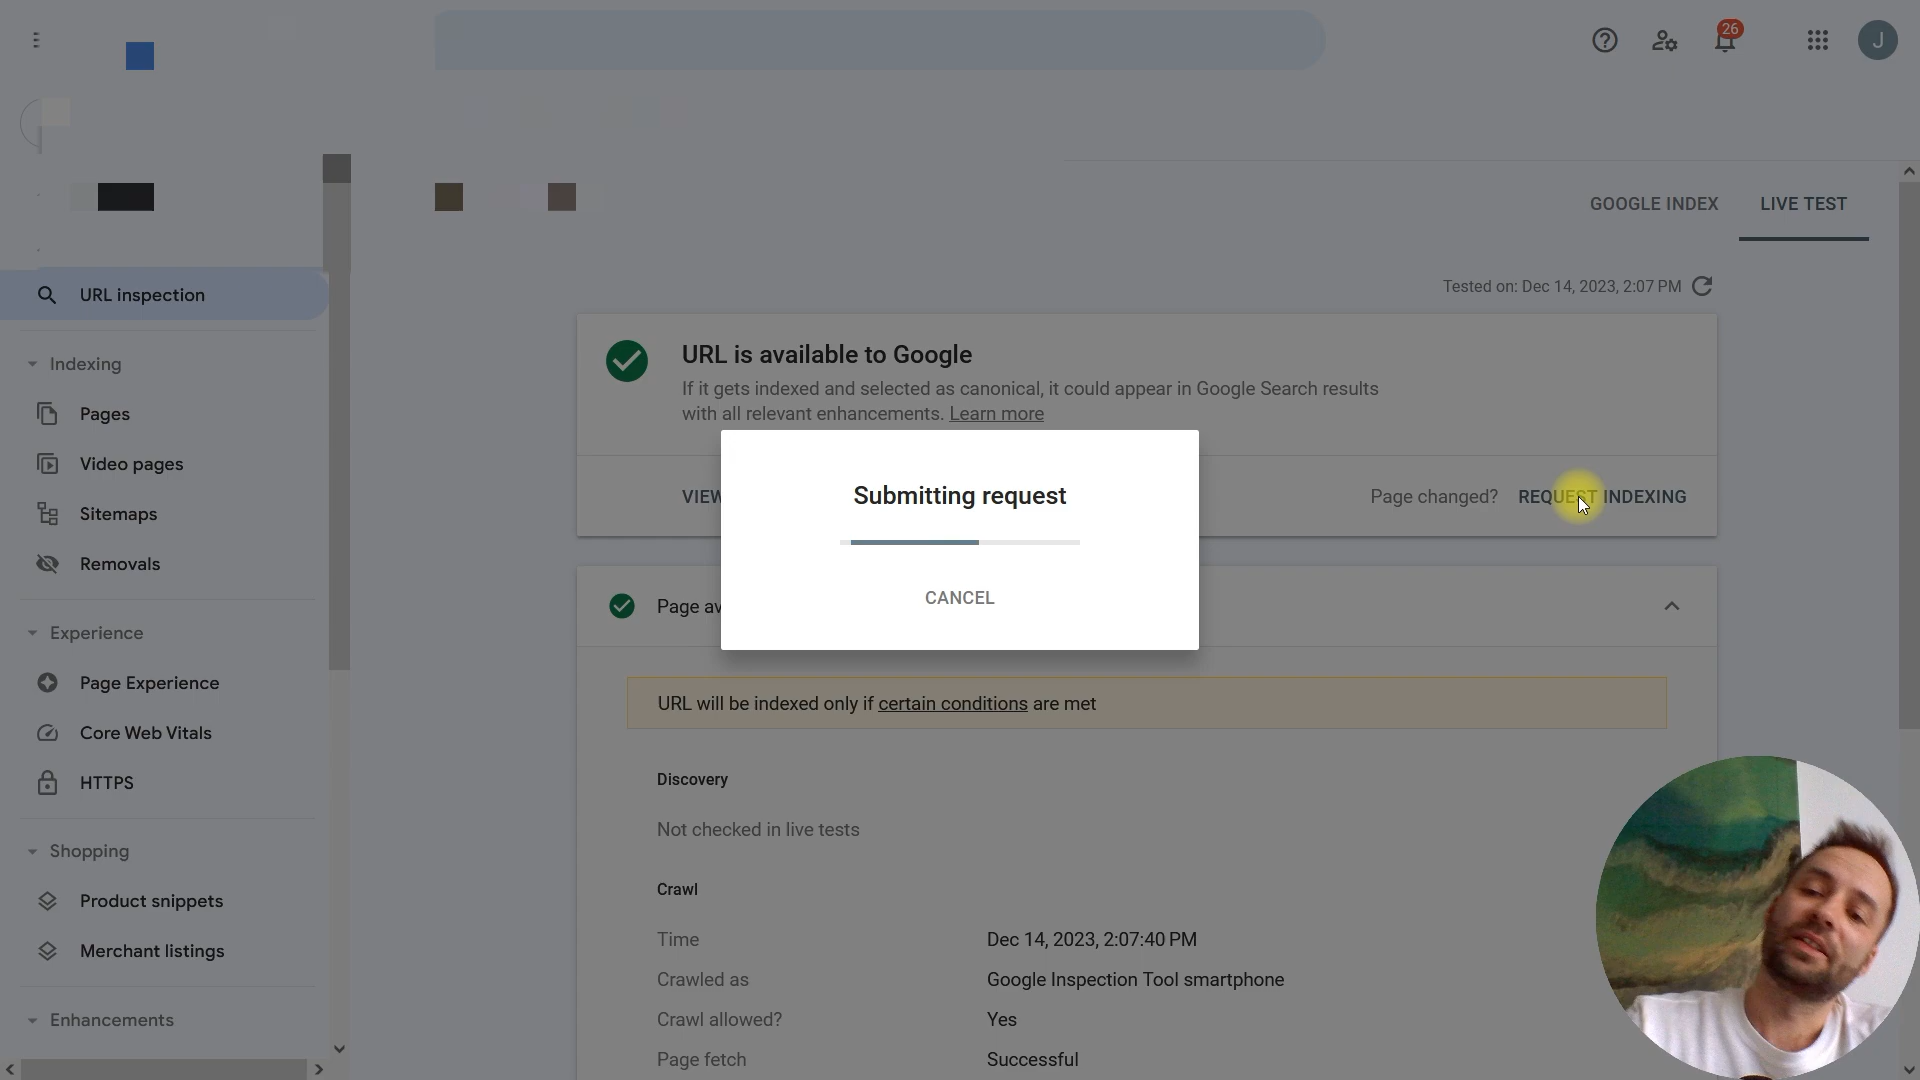 26
J
GOOGLE INDEX
LIVE TEST
Tested on: Dec 14, 2023, 2:07 PM
URL inspection
Indexing
Pages
Video pages
Sitemaps
Removals
Experience
Page Experience
Core Web Vitals
HTTPS
Shopping
Product snippets
Merchant listings
Enhancements
URL is available to Google
If it gets indexed and selected as canonical, it could appear in Google Search results
with all relevant enhancements. Learn more
VIEW
Page changed? REQUEST INDEXING
Submitting request
CANCEL
Page av
URL will be indexed only if certain conditions are met
Discovery
Not checked in live tests
Crawl
Time Dec 14, 2023, 2:07:40 PM
Crawled as Google Inspection Tool smartphone
Crawl allowed? Yes
Page fetch Successful